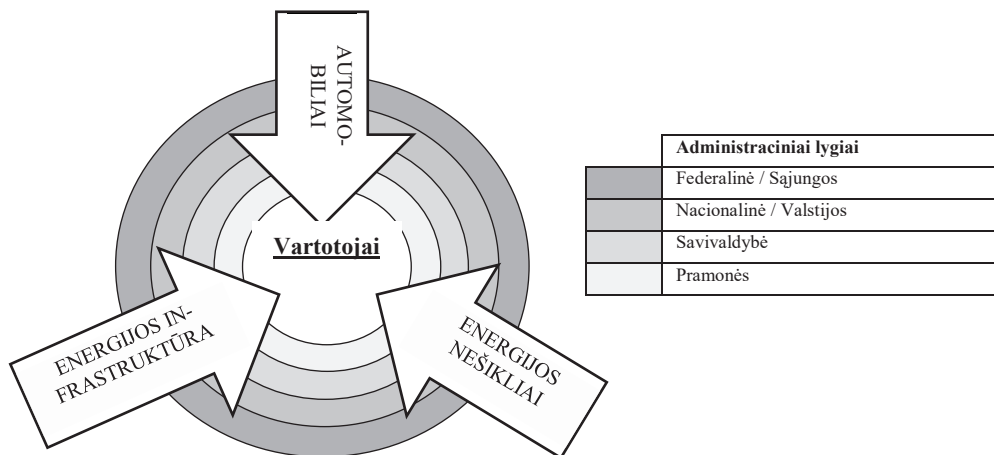 AUTOMO-
BILIAI
Vartotojai
ENERGIJOS IN-
FRASTRUKTŪRA
ENERGIJOS
NEŠIKLIAI
Administraciniai lygiai
Federalinė / Sąjungos
Nacionalinė / Valstijos
Savivaldybė
Pramonės